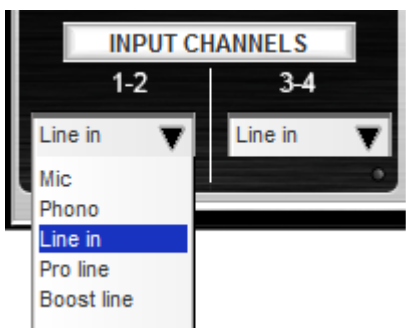 INPUT CHANNELS
1-2 3-4
Line in Line in
Mic
Phono
Line in
Pro line
Boost line